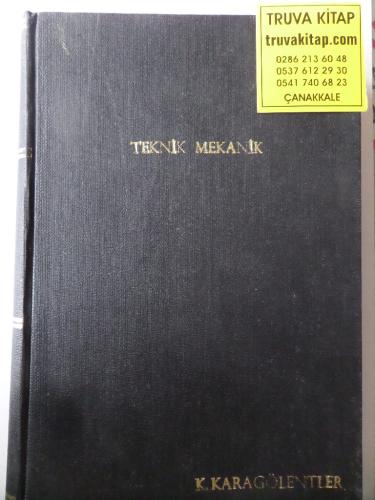 TRUVA KİTAP
truvakitap.com
0286 213 60 48
0537 612 29 30
0541 740 68 23
ÇANAKKALE
TEKNİK MEKANİK
K. KARAGÖLENTLER